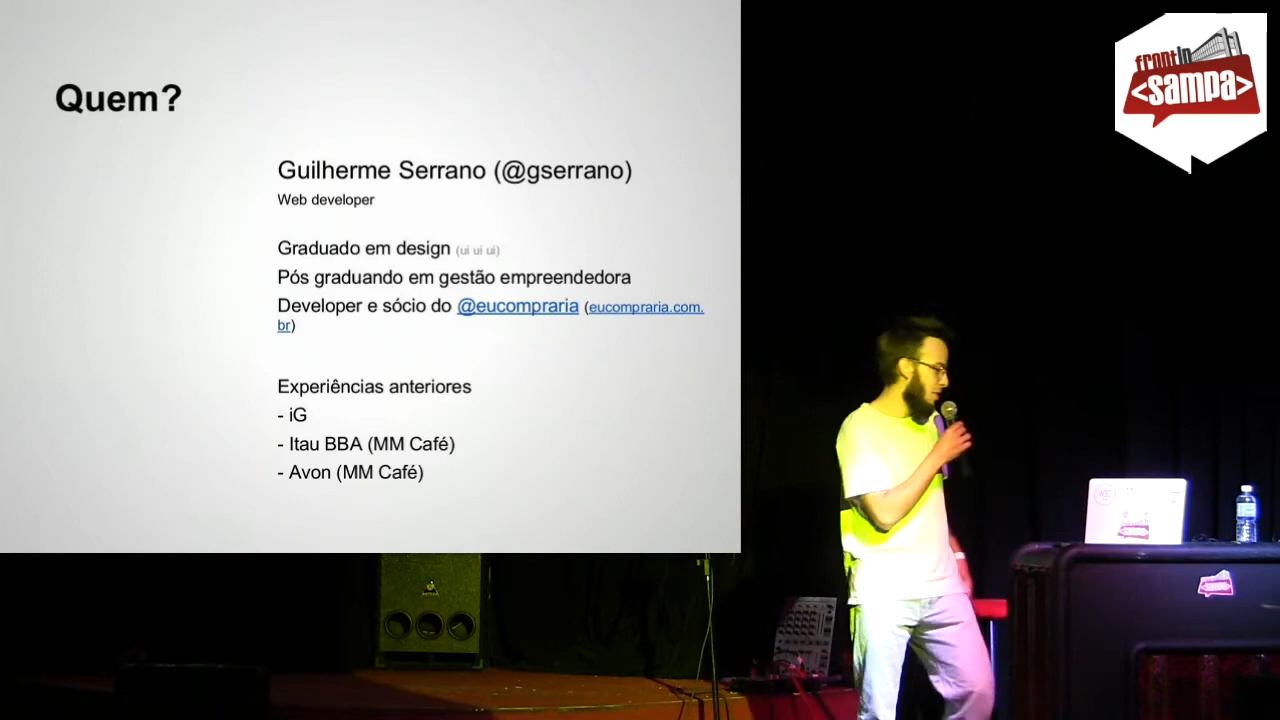 Quem?
Guilherme Serrano (@gserrano)
Web developer
Graduado em design (ui ui ui)
Pós graduando em gestão empreendedora
Developer e sócio do @eucompraria (eucompraria.com.
br)
Experiências anteriores
- iG
- Itau BBA (MM Café)
- Avon (MM Café)
frontin
<sampa>